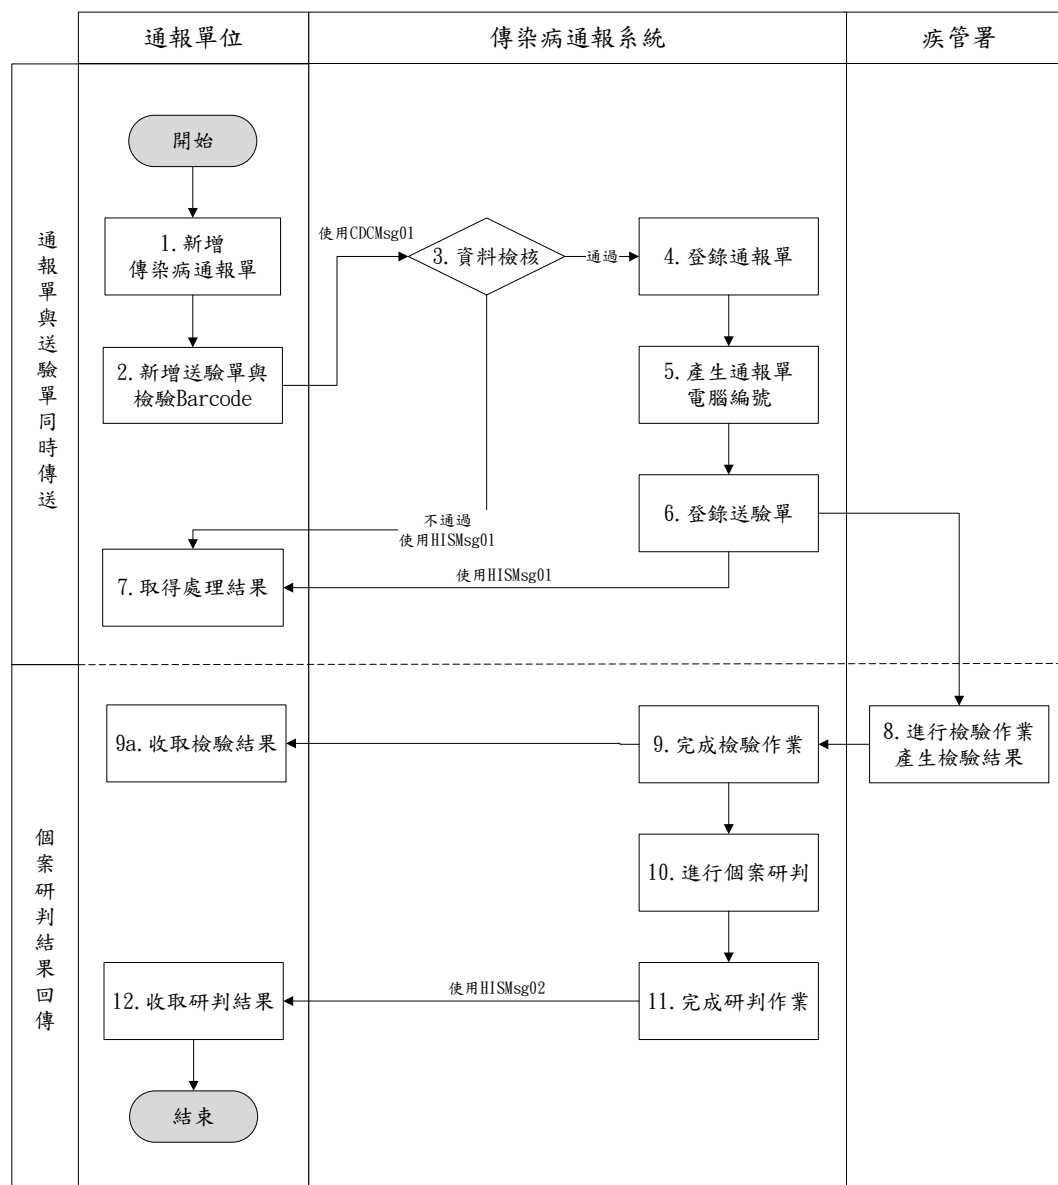 通報單位
傳染病通報系統
疾管署
通報單與送驗單同時傳送
開始
1.新增
傳染病通報單
2.新增送驗單與
檢驗Barcode
使用CDCMsg01
3.資料檢核
通過
4.登錄通報單
5.產生通報單
電腦編號
6.登錄送驗單
不通過
使用HISMsg01
使用HISMsg01
7.取得處理結果
個案研判結果回傳
8.進行檢驗作業
產生檢驗結果
9.完成檢驗作業
9a.收取檢驗結果
10.進行個案研判
11.完成研判作業
使用HISMsg02
12.收取研判結果
結束